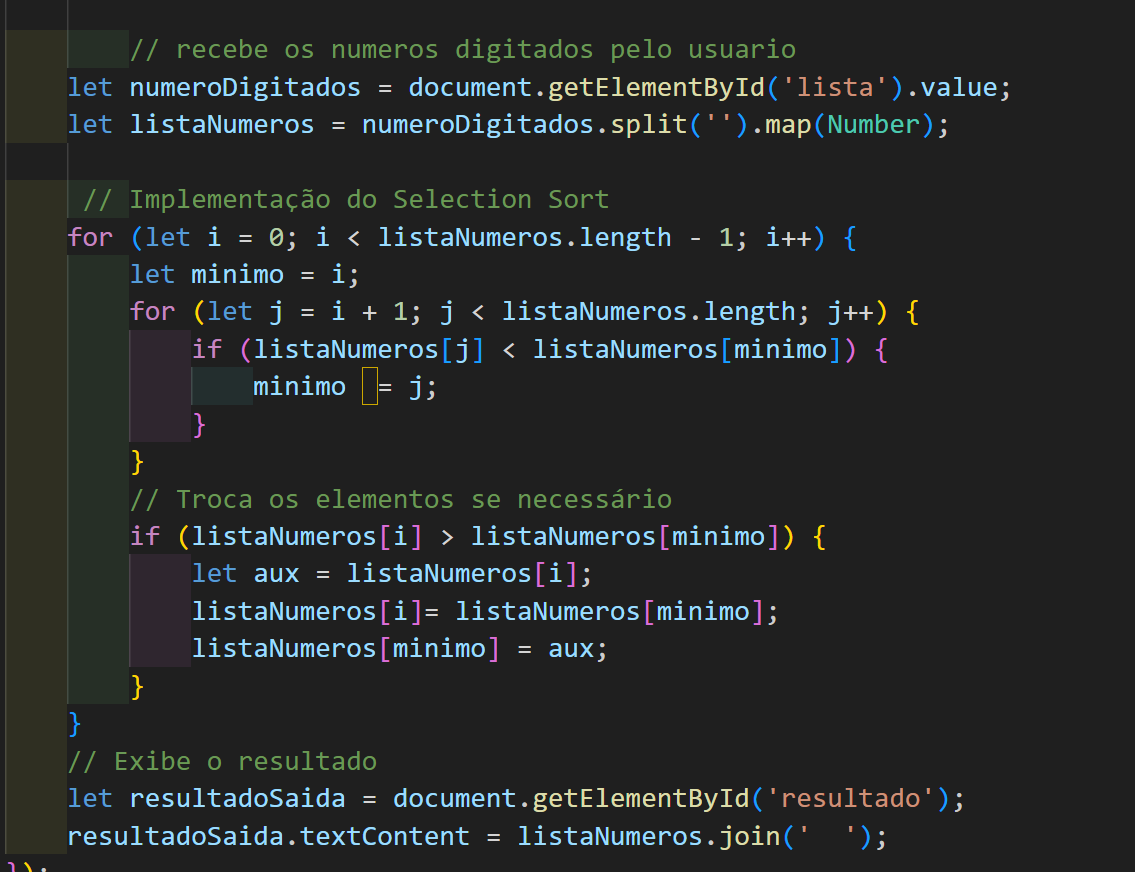 // recebe os numeros digitados pelo usuario
let numeroDigitados = document.getElementById('lista').value;
let listaNumeros = numeroDigitados.split('').map(Number);
// Implementação do Selection Sort
for (let i = 0; i < listaNumeros.length - 1; i++) {
let minimo = i;
for (let j = i + 1; j < listaNumeros.length; j++) {
if (listaNumeros[j] < listaNumeros[minimo]) {
minimo = j;
}
}
// Troca os elementos se necessário
if (listaNumeros[i] > listaNumeros[minimo]) {
let aux = listaNumeros[i];
listaNumeros[i]= listaNumeros[minimo];
listaNumeros[minimo] = aux;
}
}
// Exibe o resultado
let resultadoSaida = document.getElementById('resultado');
resultadoSaida.textContent = listaNumeros.join('  ');
});